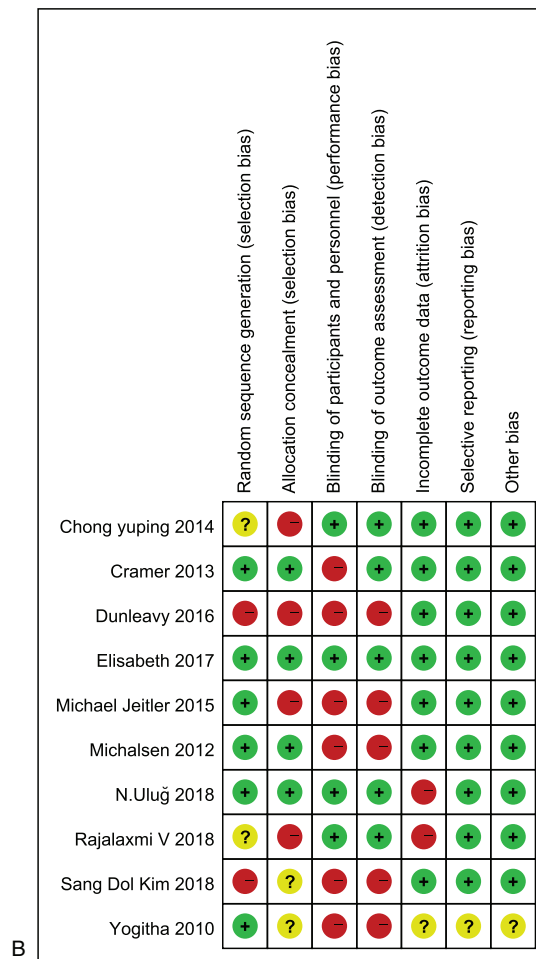 Random sequence generation (selection bias)
Allocation concealment (selection bias)
Blinding of participants and personnel (performance bias)
Blinding of outcome assessment (detection bias)
Incomplete outcome data (attrition bias)
Selective reporting (reporting bias)
Other bias
Chong yuping 2014 ? – + + + + +
Cramer 2013 + + – + + + +
Dunleavy 2016 – – – – + + +
Elisabeth 2017 + + + + + + +
Michael Jeitler 2015 + – – – + + +
Michalsen 2012 + + – – + + +
N.Uluğ 2018 + + + + – + +
Rajalaxmi V 2018 ? – + + – + +
Sang Dol Kim 2018 – ? – – + + +
Yogitha 2010 + ? – – ? ? ?
B